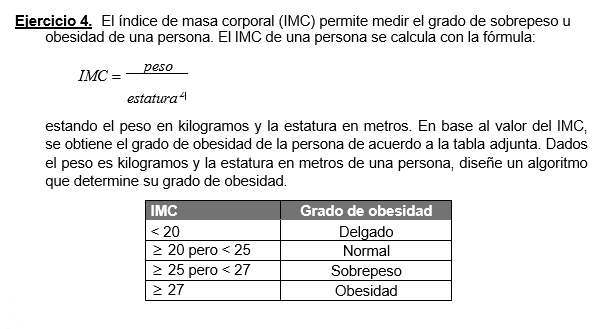 Ejercicio 4. El índice de masa corporal (IMC) permite medir el grado de sobrepeso u
obesidad de una persona. El IMC de una persona se calcula con la fórmula:
IMC = peso
estatura
estando el peso en kilogramos y la estatura en metros. En base al valor del IMC,
se obtiene el grado de obesidad de la persona de acuerdo a la tabla adjunta. Dados
el peso es kilogramos y la estatura en metros de una persona, diseñe un algoritmo
que determine su grado de obesidad.
IMC Grado de obesidad
< 20 Delgado
≥ 20 pero < 25 Normal
≥ 25 pero < 27 Sobrepeso
≥ 27 Obesidad